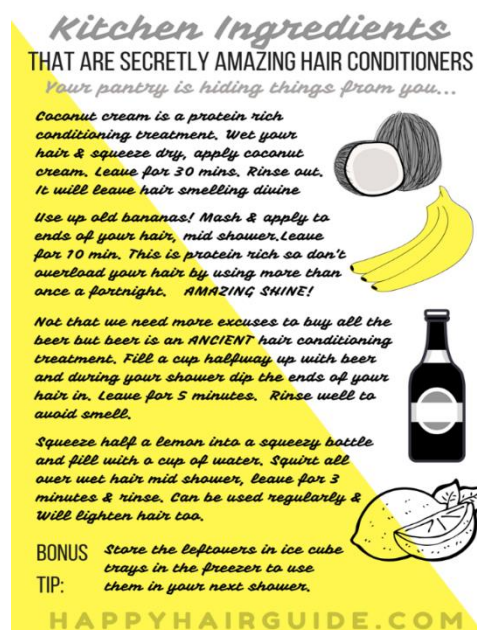 Kitchen Ingredients
THAT ARE SECRETLY AMAZING HAIR CONDITIONERS
Your pantry is hiding things from you...
Coconut cream is a protein rich
conditioning treatment. Wet your
hair & squeeze dry, apply coconut
cream. Leave for 30 mins. Rinse out.
It will leave hair smelling divine
Use up old bananas! Mash & apply to
ends of your hair, mid shower.Leave
for 10 min. This is protein rich so don't
overload your hair by using more than
once a fortnight. AMAZING SHINE!
Not that we need more excuses to buy all the
beer but beer is an ANCIENT hair conditioning
treatment. Fill a cup halfway up with beer
and during your shower dip the ends of your
hair in. Leave for 5 minutes. Rinse well to
avoid smell.
Squeeze half a lemon into a squeezy bottle
and fill with a cup of water. Squirt all
over wet hair mid shower, leave for 3
minutes & rinse. Can be used regularly &
Will lighten hair too.
BONUS TIP:
Store the leftovers in ice cube
trays in the freezer to use
them in your next shower.
HAPPYHAIRGUIDE.COM